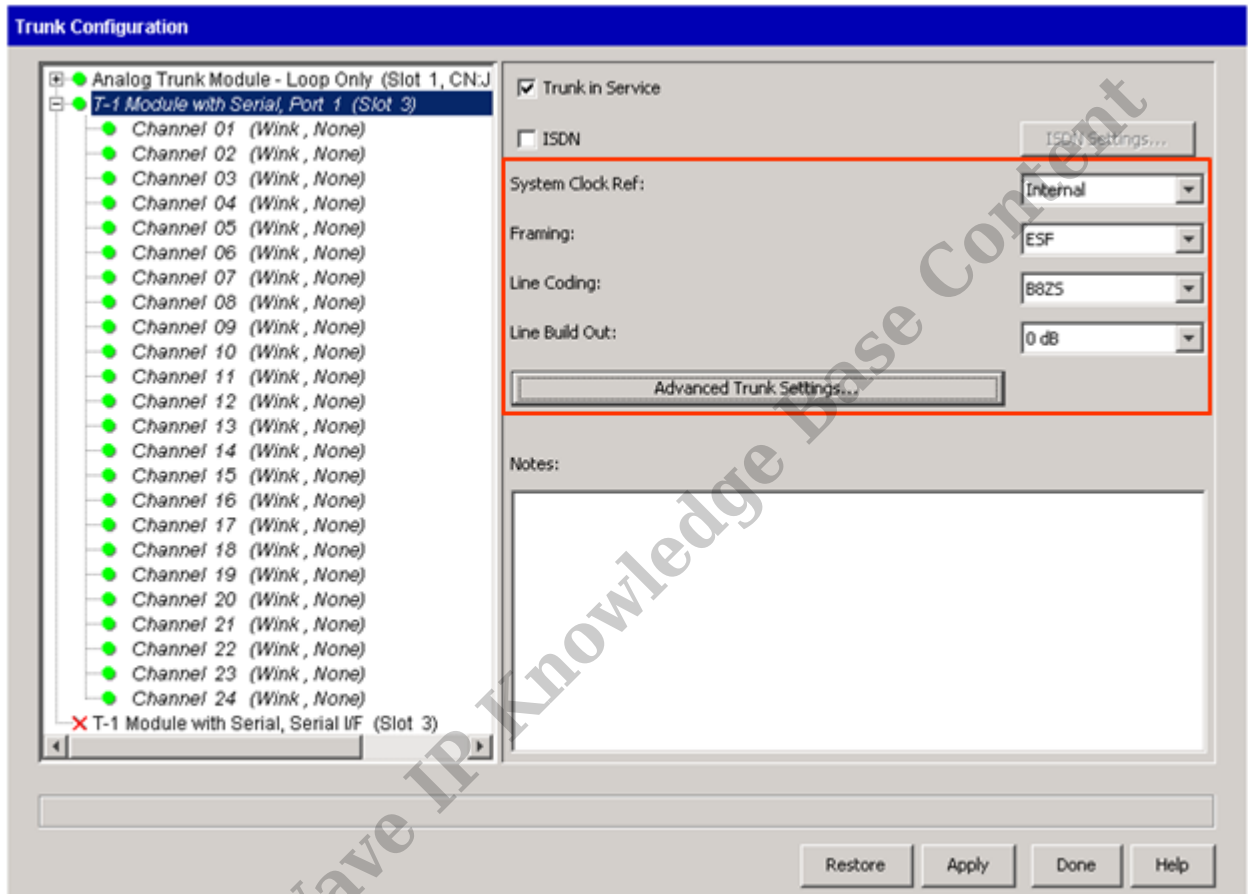 Trunk Configuration
Analog Trunk Module - Loop Only (Slot 1, CN:J
T-1 Module with Serial, Port 1 (Slot 3)
Channel 01 (Wink , None)
Channel 02 (Wink , None)
Channel 03 (Wink , None)
Channel 04 (Wink , None)
Channel 05 (Wink , None)
Channel 06 (Wink , None)
Channel 07 (Wink , None)
Channel 08 (Wink , None)
Channel 09 (Wink , None)
Channel 10 (Wink , None)
Channel 11 (Wink , None)
Channel 12 (Wink , None)
Channel 13 (Wink , None)
Channel 14 (Wink , None)
Channel 15 (Wink , None)
Channel 16 (Wink , None)
Channel 17 (Wink , None)
Channel 18 (Wink , None)
Channel 19 (Wink , None)
Channel 20 (Wink , None)
Channel 21 (Wink , None)
Channel 22 (Wink , None)
Channel 23 (Wink , None)
Channel 24 (Wink , None)
T-1 Module with Serial, Serial I/F (Slot 3)
Trunk in Service
ISDN
ISDN Settings...
System Clock Ref:
Internal
Framing:
ESF
Line Coding:
B8ZS
Line Build Out:
0 dB
Advanced Trunk Settings...
Notes:
Restore
Apply
Done
Help
ave IP Knowledge Base Content